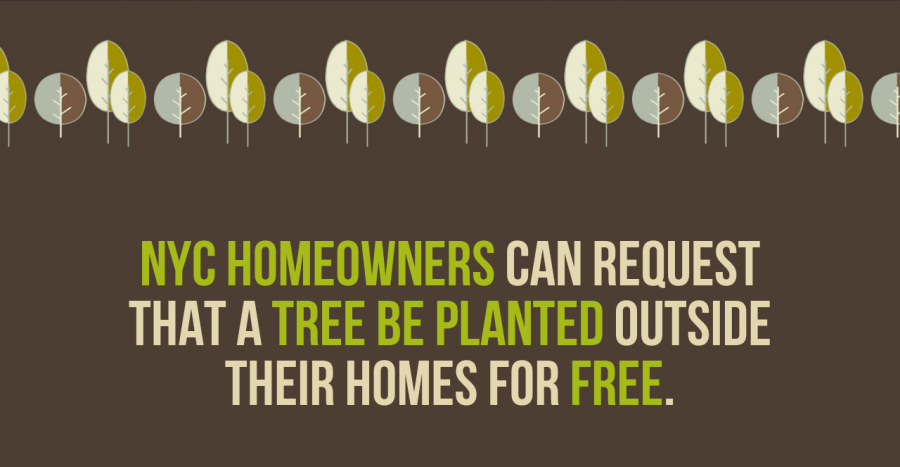 NYC HOMEOWNERS CAN REQUEST
THAT A TREE BE PLANTED OUTSIDE
THEIR HOMES FOR FREE.